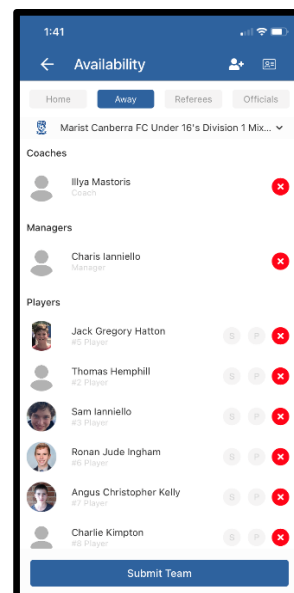 1:41
Availability
Home Away Referees Officials
Marist Canberra FC Under 16's Division 1 Mix...
Coaches
Illya Mastoris
Coach
Managers
Charis Ianniello
Manager
Players
Jack Gregory Hatton
#5 Player
S P
Thomas Hemphill
#2 Player
S P
Sam Ianniello
#3 Player
S P
Ronan Jude Ingham
#6 Player
S P
Angus Christopher Kelly
#7 Player
S P
Charlie Kimpton
#8 Player
S P
Submit Team